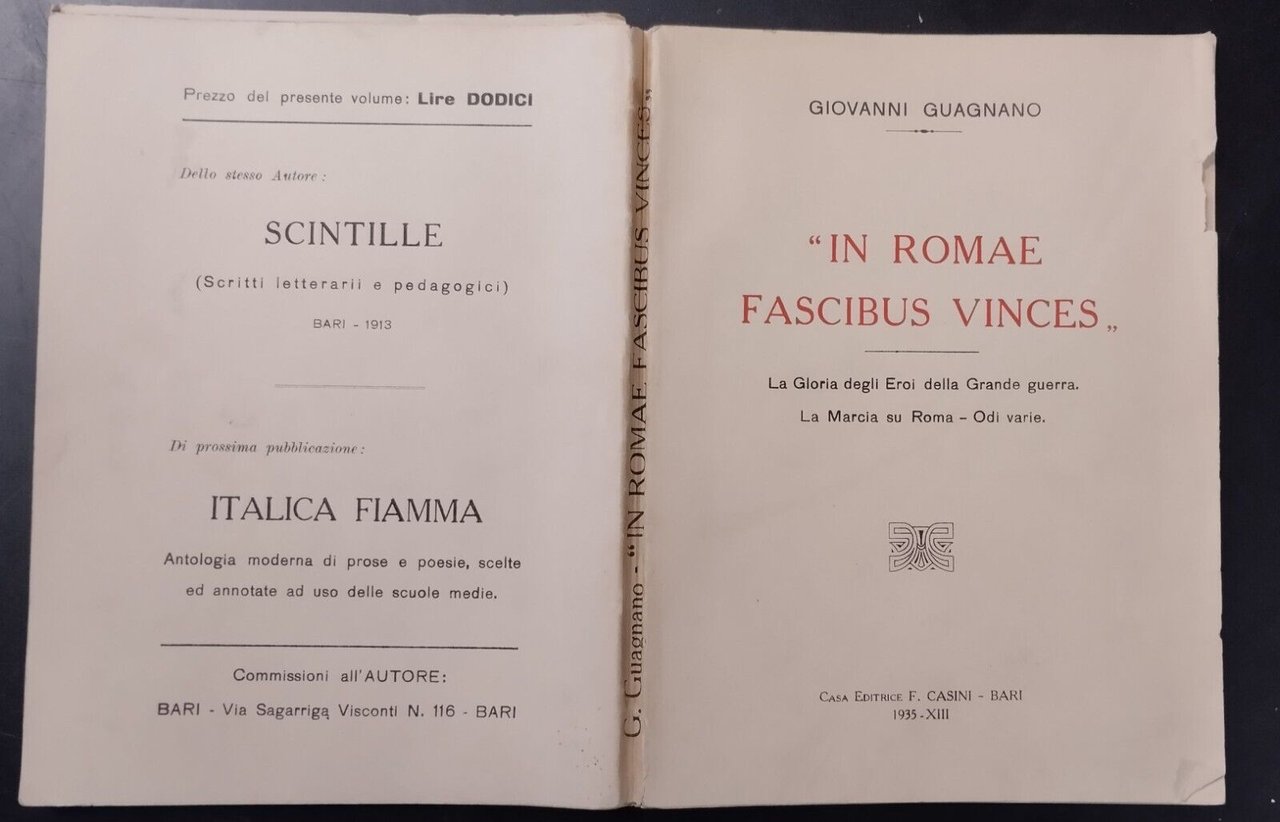 Prezzo del presente volume: Lire DODICI
Dello stesso Autore:
SCINTILLE
(Scritti letterarii e pedagogici)
BARI - 1913
Di prossima pubblicazione:
ITALICA FIAMMA
Antologia moderna di prose e poesie, scelte
ed annotate ad uso delle scuole medie.
Commissioni all'AUTORE:
BARI - Via Sagarriga Visconti N. 116 - BARI
G. Guagnano - “IN ROMAE FASCIBUS VINCES„
GIOVANNI GUAGNANO
“IN ROMAE
FASCIBUS VINCES„
La Gloria degli Eroi della Grande guerra.
La Marcia su Roma - Odi varie.
CASA EDITRICE F. CASINI - BARI
1935-XIII